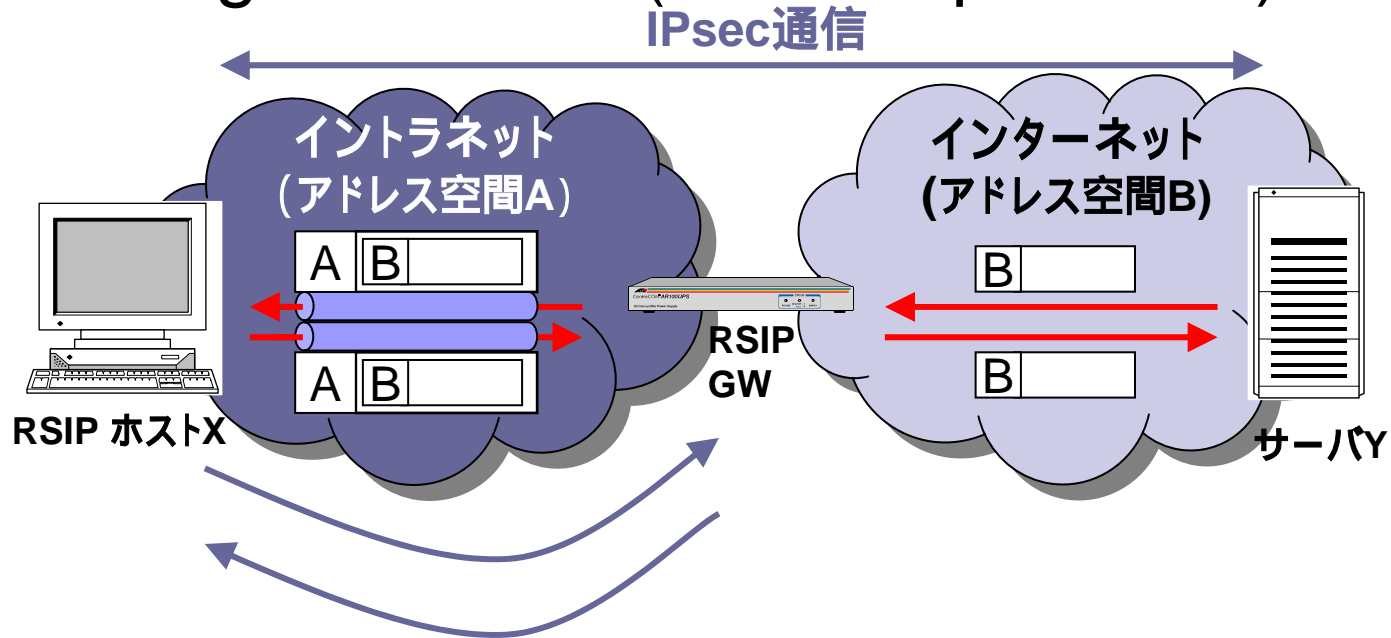 IPsec通信
イントラネット
(アドレス空間A)
インターネット
(アドレス空間B)
A B
B
CentreCOM AR100UPS
RSIP
GW
A B
B
RSIP ホストX
サーバY